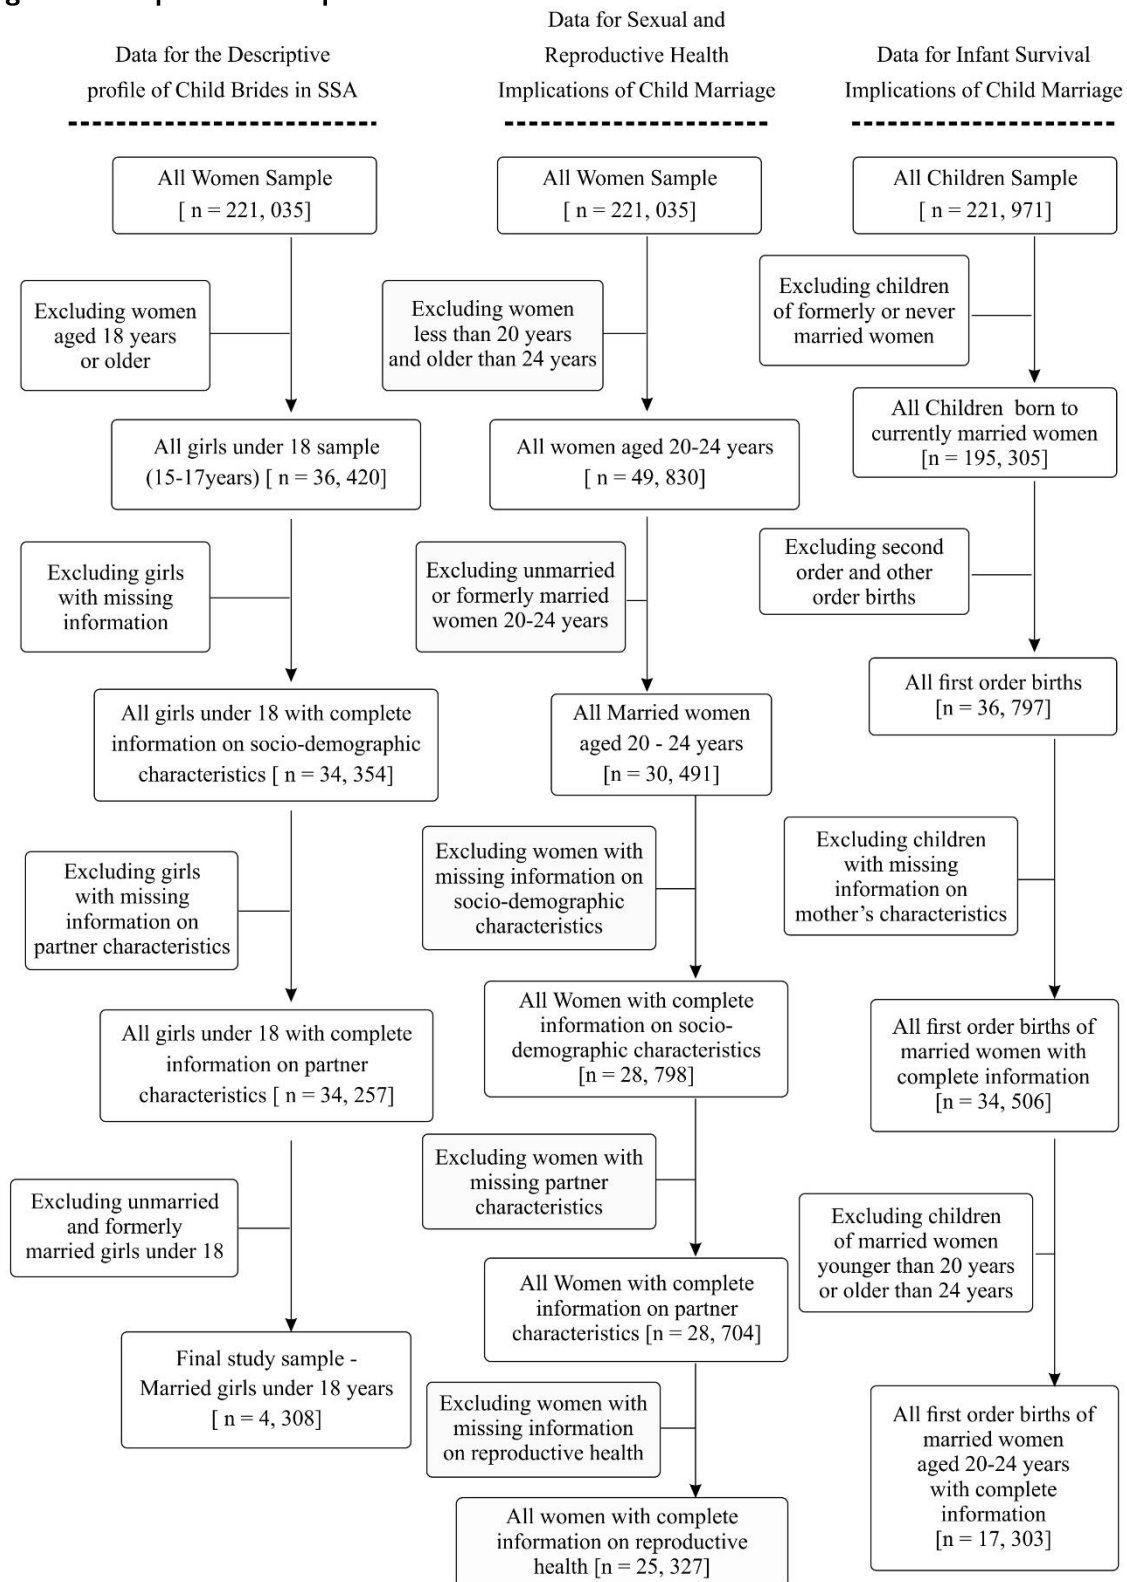 Data for the Descriptive
profile of Child Brides in SSA
All Women Sample
[ n = 221, 035]
Excluding women
aged 18 years
or older
All girls under 18 sample
(15-17years) [ n = 36, 420]
Excluding girls
with missing
information
All girls under 18 with complete
information on socio-demographic
characteristics [ n = 34, 354]
Excluding girls
with missing
information on
partner characteristics
All girls under 18 with complete
information on partner
characteristics [ n = 34, 257]
Excluding unmarried
and formerly
married girls under 18
Final study sample -
Married girls under 18 years
[ n = 4, 308]
Data for Sexual and
Reproductive Health
Implications of Child Marriage
All Women Sample
[ n = 221, 035]
Excluding women
less than 20 years
and older than 24 years
All women aged 20-24 years
[ n = 49, 830]
Excluding unmarried
or formerly married
women 20-24 years
All Married women
aged 20 - 24 years
[n = 30, 491]
Excluding women with
missing information on
socio-demographic
characteristics
All Women with complete
information on socio-
demographic characteristics
[n = 28, 798]
Excluding women with
missing partner
characteristics
All Women with complete
information on partner
characteristics [n = 28, 704]
Excluding women with
missing information
on reproductive health
All women with complete
information on reproductive
health [n = 25, 327]
Data for Infant Survival
Implications of Child Marriage
All Children Sample
[ n = 221, 971]
Excluding children
of formerly or never
married women
All Children born to
currently married women
[n = 195, 305]
Excluding second
order and other
order births
All first order births
[n = 36, 797]
Excluding children
with missing
information on
mother's characteristics
All first order births of
married women with
complete information
[n = 34, 506]
Excluding children
of married women
younger than 20 years
or older than 24 years
All first order births of
married women
aged 20-24 years
with complete
information
[n = 17, 303]